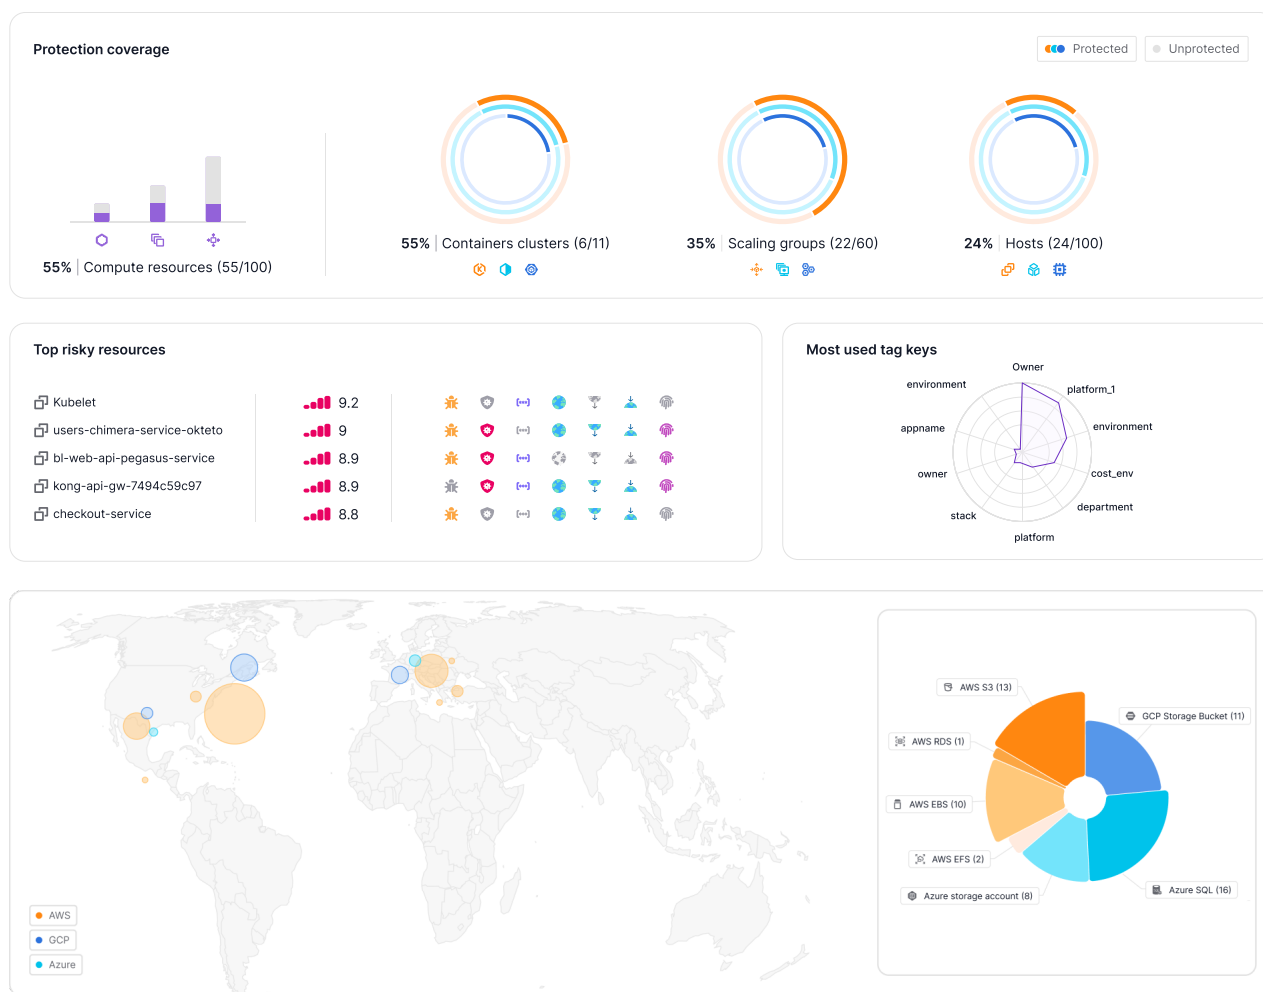 Protection coverage
Protected
Unprotected
55% | Compute resources (55/100)
55% | Containers clusters (6/11)
35% | Scaling groups (22/60)
24% | Hosts (24/100)
Top risky resources
Kubelet 9.2
users-chimera-service-okteto 9
bl-web-api-pegasus-service 8.9
kong-api-gw-7494c59c97 8.9
checkout-service 8.8
Most used tag keys
Owner
platform_1
environment
cost_env
department
platform
stack
owner
appname
environment
AWS
GCP
Azure
AWS S3 (13)
GCP Storage Bucket (11)
AWS RDS (1)
AWS EBS (10)
AWS EFS (2)
Azure storage account (8)
Azure SQL (16)